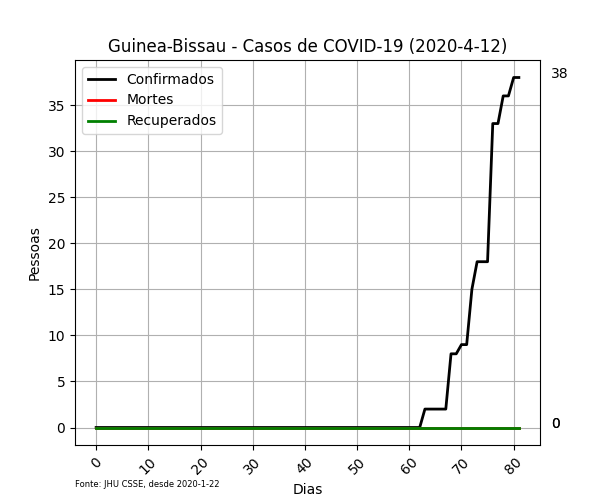 Guinea-Bissau - Casos de COVID-19 (2020-4-12)
Confirmados
Mortes
Recuperados
38
35
30
25
20
15
10
5
0
0
Pessoas
0 10 20 30 40 50 60 70 80
Fonte: JHU CSSE, desde 2020-1-22
Dias